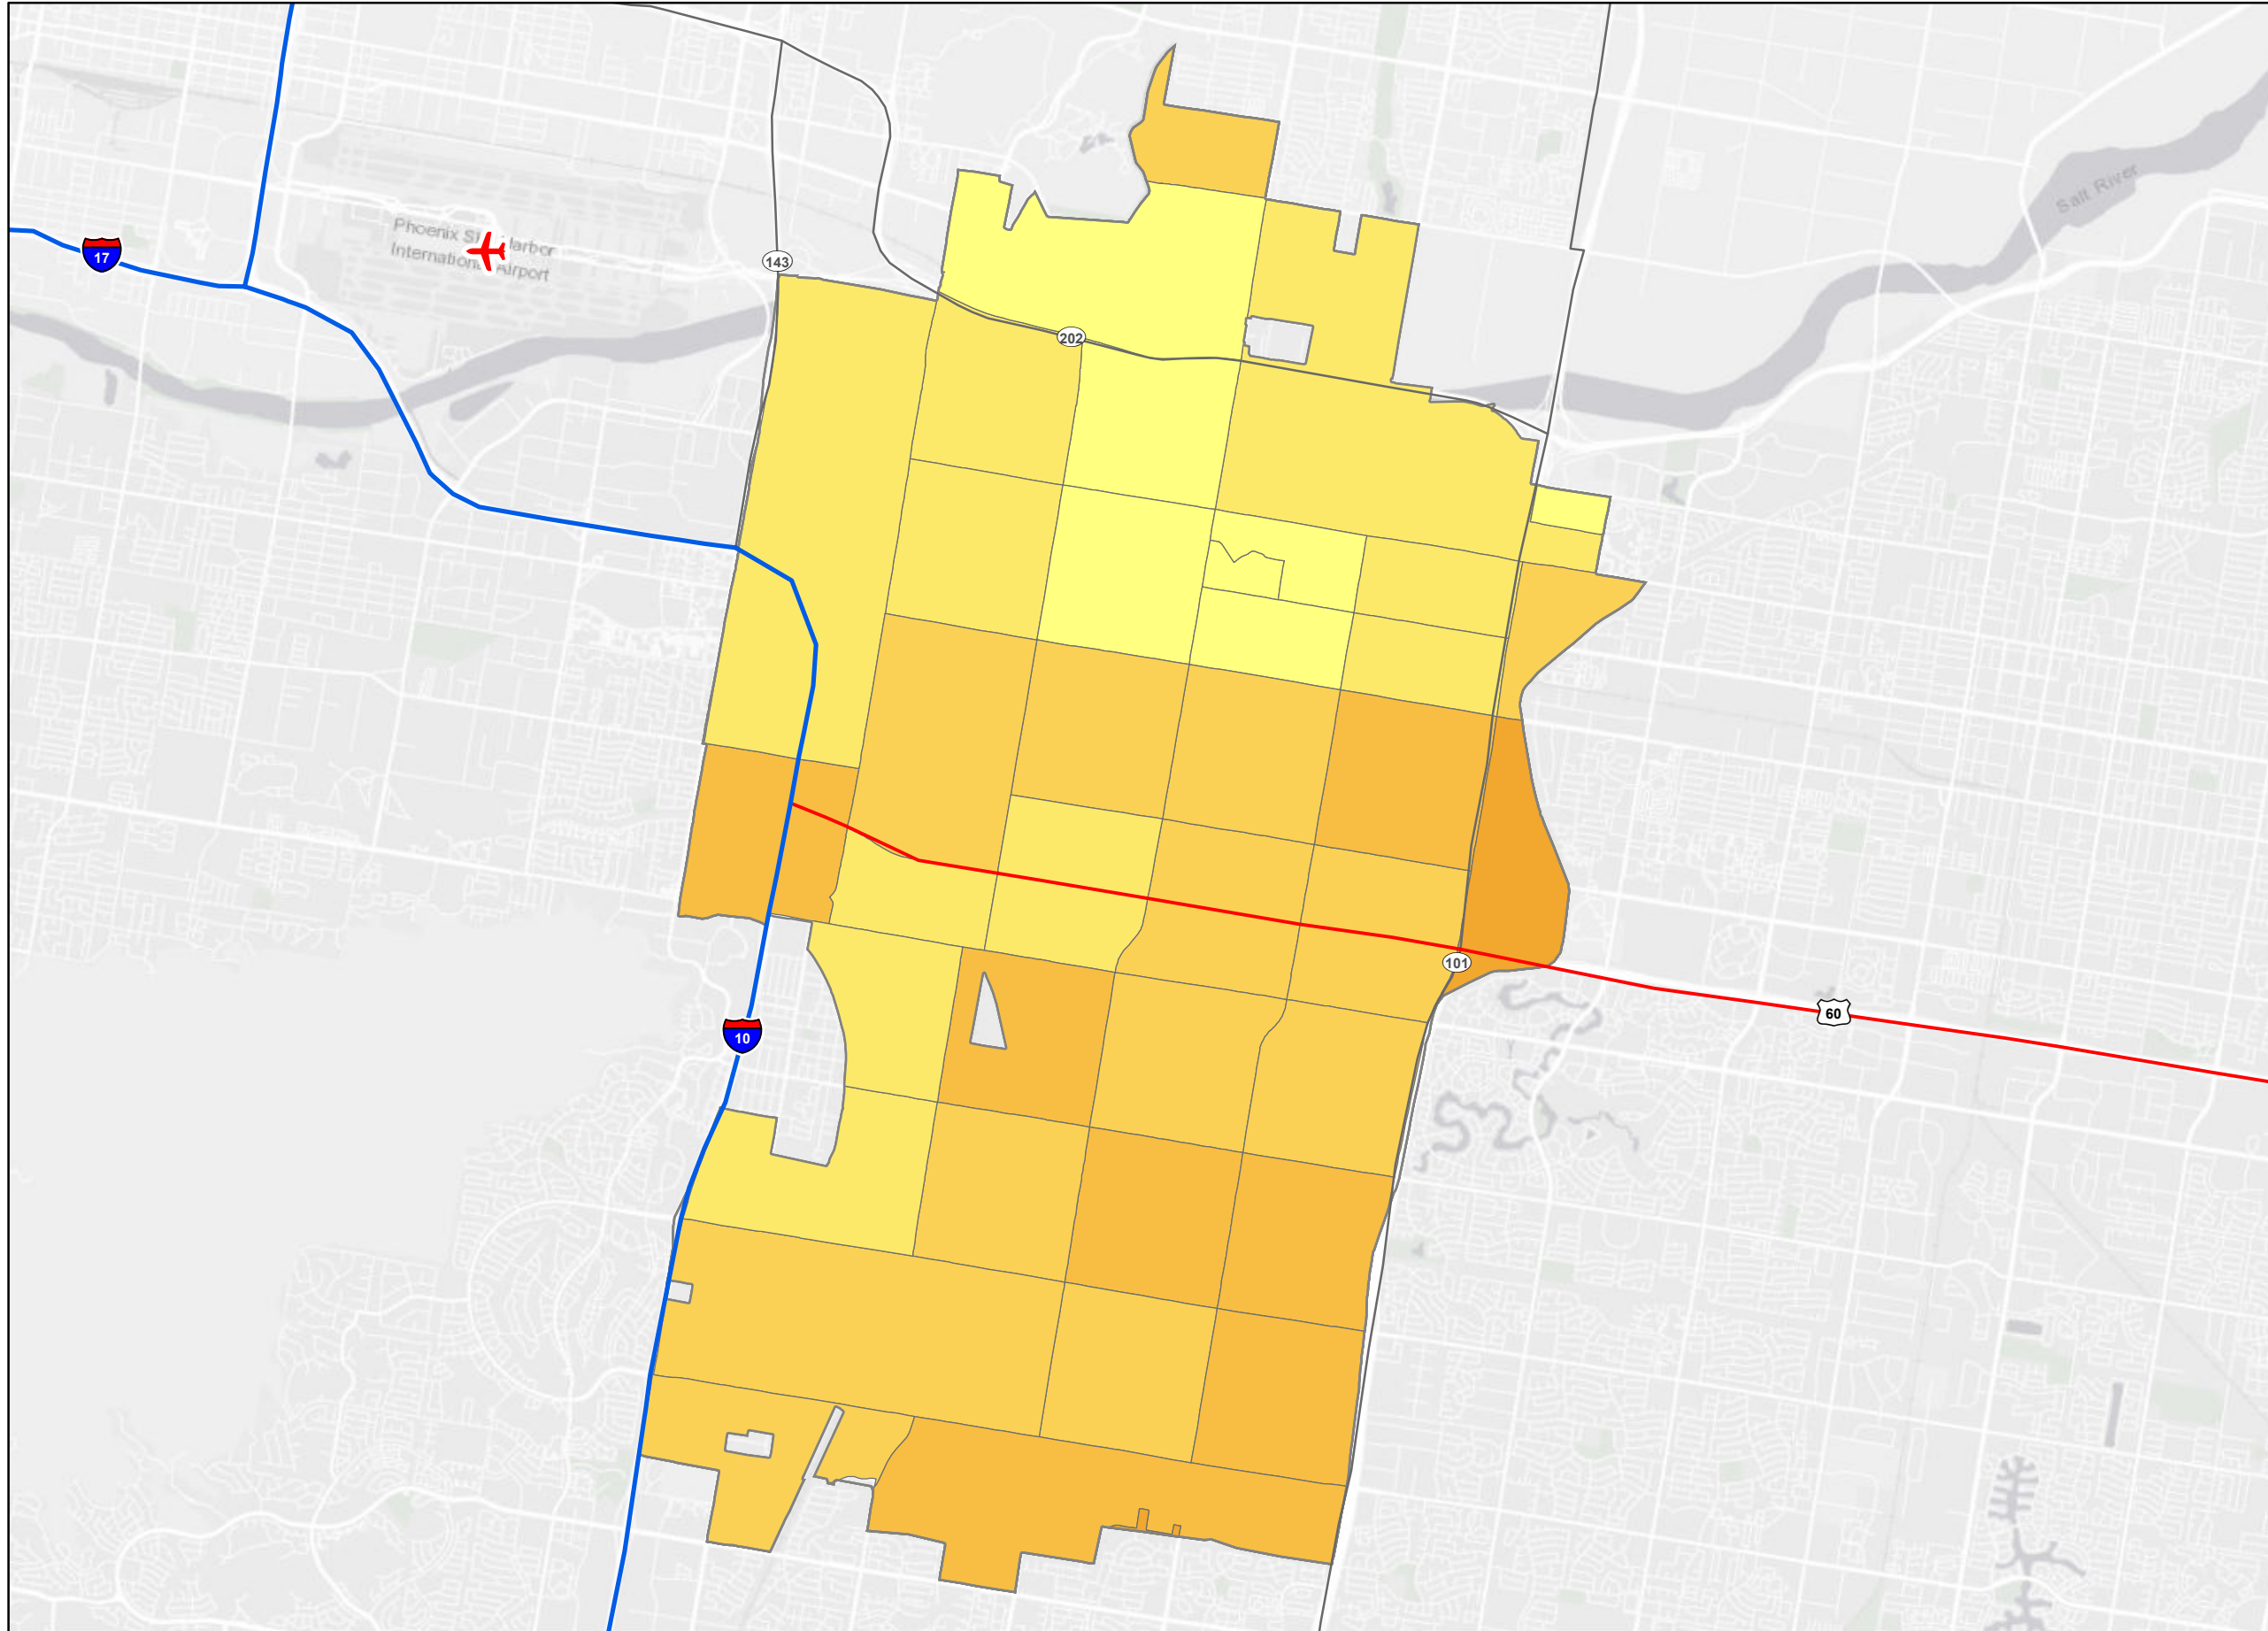 Salt River
Phoenix Sky Harbor
International Airport
17
143
202
101
60
10